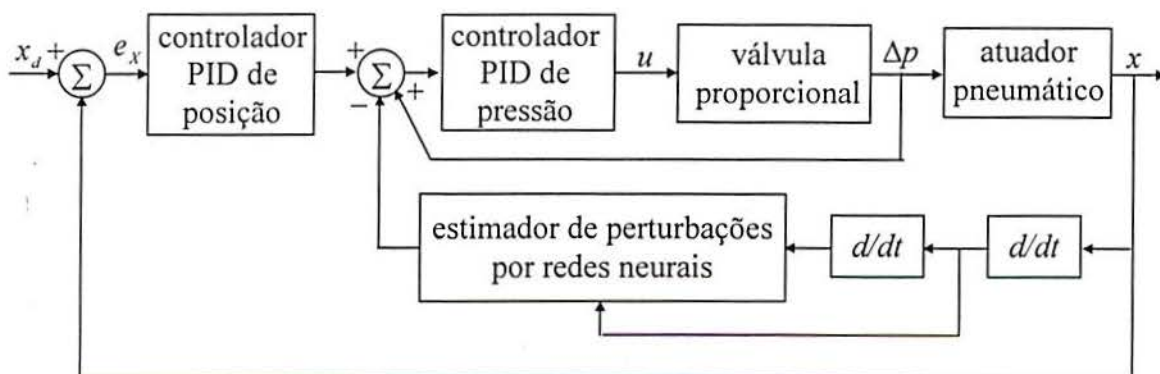 x_d +
Σ
e_X
controlador
PID de
posição
+
Σ
+
−
controlador
PID de
pressão
u
válvula
proporcional
Δp
atuador
pneumático
x
estimador de perturbações
por redes neurais
d/dt
d/dt